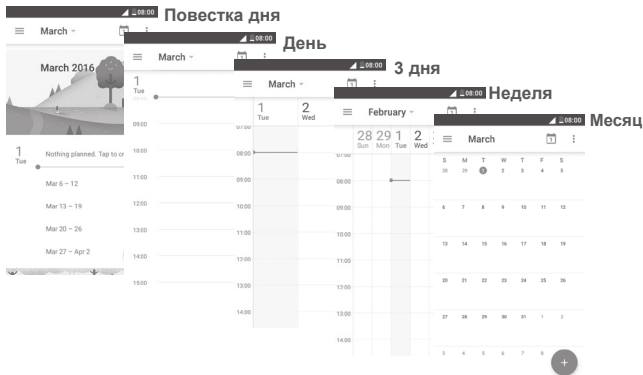 08:00 Повестка дня
March
March 2016
1
Tue
Nothing planned. Tap to cr
Mar 6 – 12
Mar 13 – 19
Mar 20 – 26
Mar 27 – Apr 2
08:00 День
March
1
1
Tue
09:00
10:00
11:00
12:00
13:00
14:00
15:00
08:00 3 дня
March
1
1 2
Tue Wed
07:00
08:00
09:00
10:00
11:00
12:00
13:00
14:00
08:00 Неделя
February
1
28 29 1 2
Sun Mon Tue Wed
07:00
08:00
09:00
10:00
11:00
12:00
13:00
14:00
08:00 Месяц
March
1
S M T W T F S
28 29 1 2 3 4 5
6 7 8 9 10 11 12
13 14 15 16 17 18 19
20 21 22 23 24 25 26
27 28 29 30 31 1 2
3 4 5 6 7 8
+